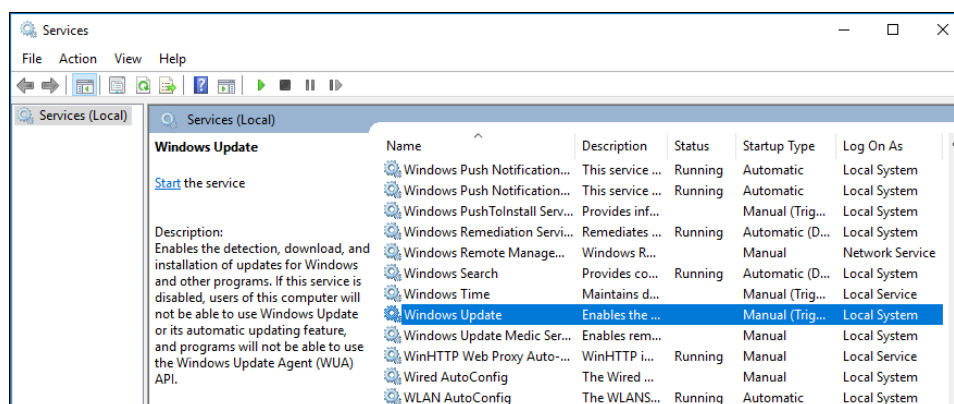 Services
File Action View Help
Services (Local)
Services (Local)
Windows Update
Start the service
Description:
Enables the detection, download, and
installation of updates for Windows
and other programs. If this service is
disabled, users of this computer will
not be able to use Windows Update
or its automatic updating feature,
and programs will not be able to use
the Windows Update Agent (WUA)
API.
Name Description Status Startup Type Log On As
Windows Push Notification... This service ... Running Automatic Local System
Windows Push Notification... This service ... Running Automatic Local System
Windows PushToInstall Serv... Provides inf... Manual (Trig... Local System
Windows Remediation Servi... Remediates ... Running Automatic (D... Local System
Windows Remote Manage... Windows R... Manual Network Service
Windows Search Provides co... Running Automatic (D... Local System
Windows Time Maintains d... Manual (Trig... Local Service
Windows Update Enables the ... Manual (Trig... Local System
Windows Update Medic Ser... Enables rem... Manual Local System
WinHTTP Web Proxy Auto-... WinHTTP i... Running Manual Local Service
Wired AutoConfig The Wired ... Manual Local System
WLAN AutoConfig The WLANS... Running Automatic Local System